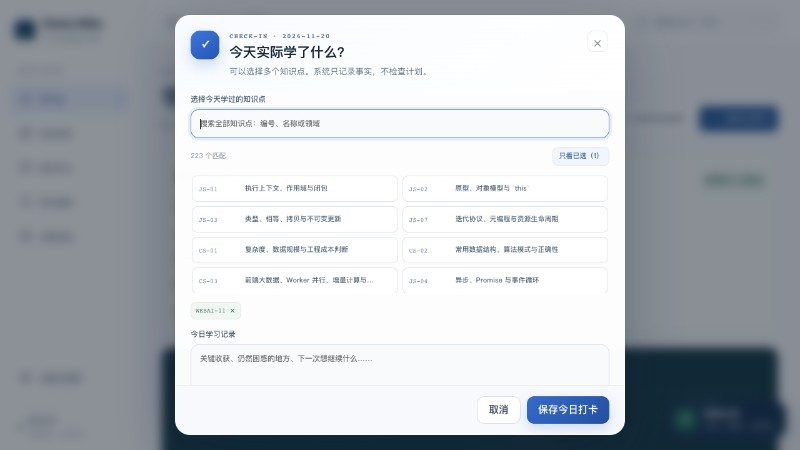 CHECK-IN · 2026-11-20
今天实际学了什么?
可以选择多个知识点。系统只记录事实，不检查计划。
选择今天学过的知识点
搜索全部知识点：编号、名称或领域
223 个匹配
只看已选（1）
JS-01 执行上下文、作用域与闭包
JS-02 原型、对象模型与 `this`
JS-03 类型、相等、拷贝与不可变更新
JS-07 迭代协议、元编程与资源生命周期
CS-01 复杂度、数据规模与工程成本判断
CS-02 常用数据结构、算法模式与正确性
CS-03 前端大数据、Worker 并行、增量计算与...
JS-04 异步、Promise 与事件循环
WEBAI-11 ×
今日学习记录
关键收获、仍然困惑的地方、下一次想继续什么……
取消
保存今日打卡